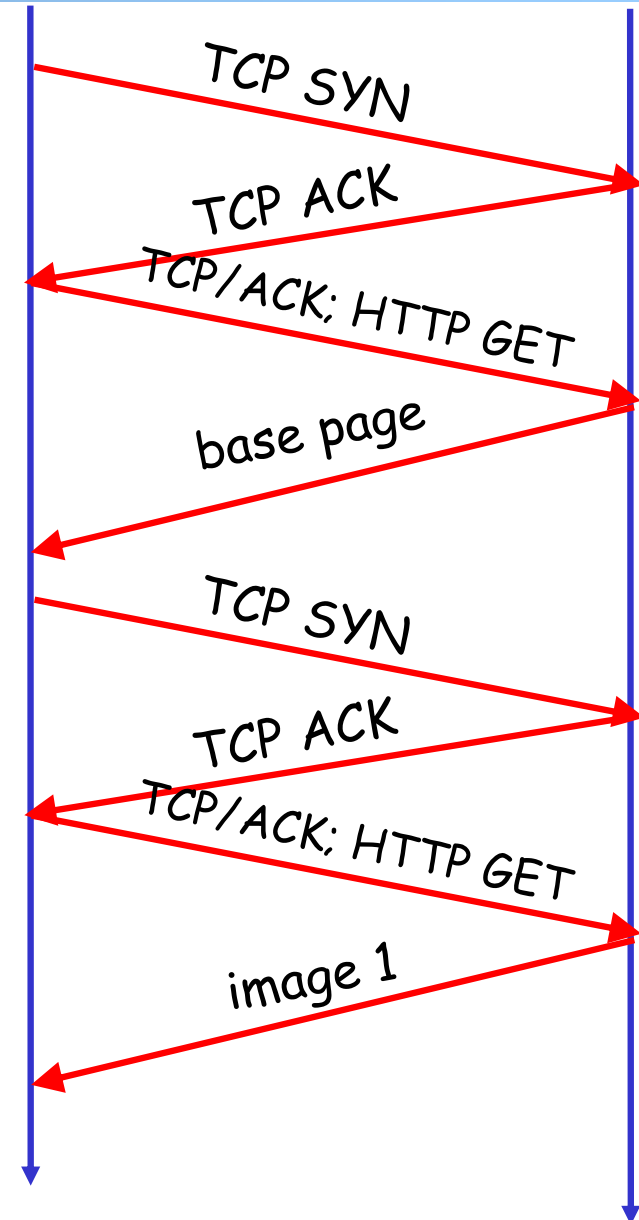 TCP SYN
TCP ACK
TCP/ACK; HTTP GET
base page
TCP SYN
TCP ACK
TCP/ACK; HTTP GET
image 1